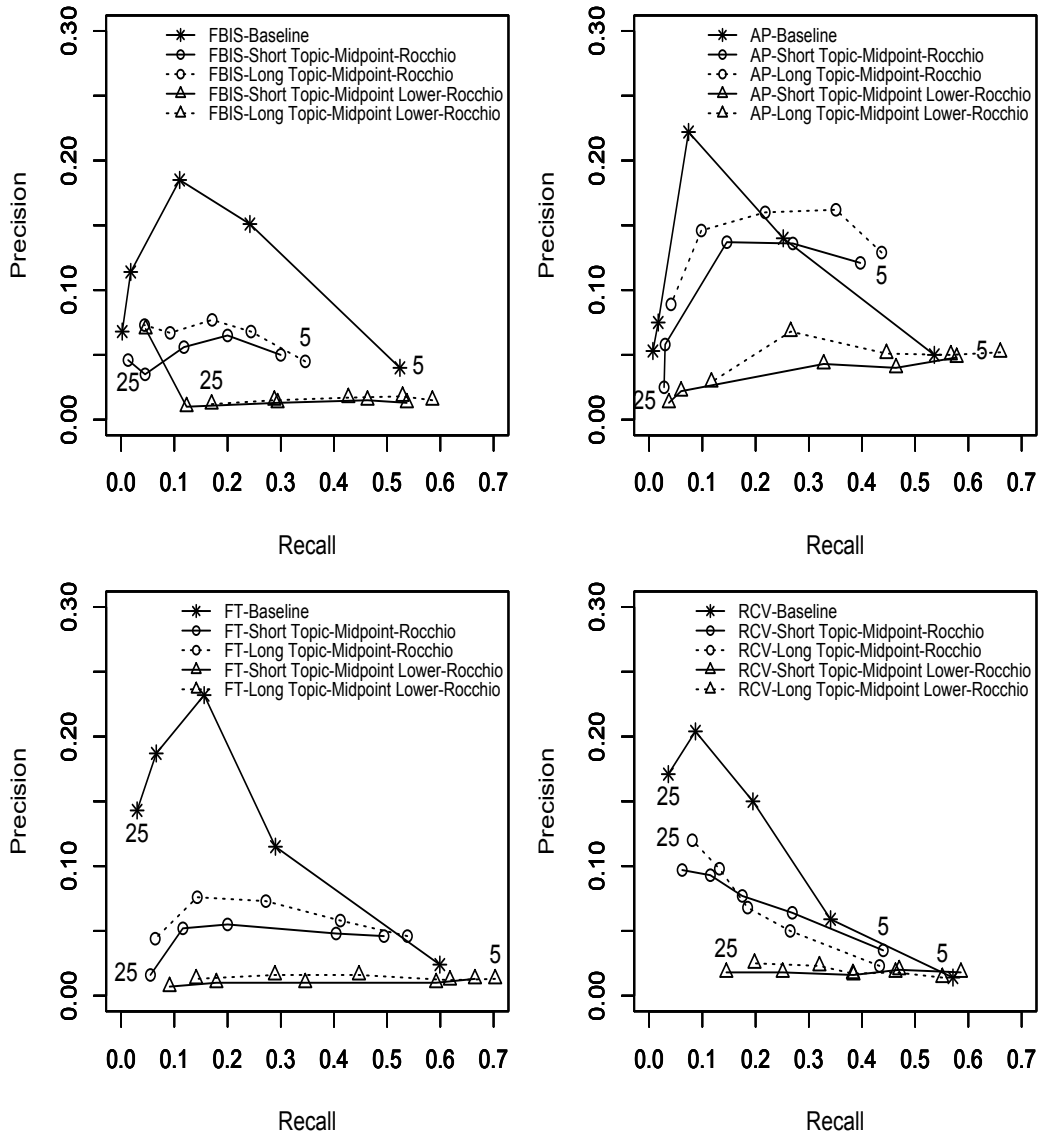 FBIS-Baseline
FBIS-Short Topic-Midpoint-Rocchio
FBIS-Long Topic-Midpoint-Rocchio
FBIS-Short Topic-Midpoint Lower-Rocchio
FBIS-Long Topic-Midpoint Lower-Rocchio
Precision
0.30
0.20
0.10
0.00
25
25
5
5
0.0 0.1 0.2 0.3 0.4 0.5 0.6 0.7
Recall
AP-Baseline
AP-Short Topic-Midpoint-Rocchio
AP-Long Topic-Midpoint-Rocchio
AP-Short Topic-Midpoint Lower-Rocchio
AP-Long Topic-Midpoint Lower-Rocchio
Precision
0.30
0.20
0.10
0.00
5
5
25
0.0 0.1 0.2 0.3 0.4 0.5 0.6 0.7
Recall
FT-Baseline
FT-Short Topic-Midpoint-Rocchio
FT-Long Topic-Midpoint-Rocchio
FT-Short Topic-Midpoint Lower-Rocchio
FT-Long Topic-Midpoint Lower-Rocchio
Precision
0.30
0.20
0.10
0.00
25
25
5
0.0 0.1 0.2 0.3 0.4 0.5 0.6 0.7
Recall
RCV-Baseline
RCV-Short Topic-Midpoint-Rocchio
RCV-Long Topic-Midpoint-Rocchio
RCV-Short Topic-Midpoint Lower-Rocchio
RCV-Long Topic-Midpoint Lower-Rocchio
Precision
0.30
0.20
0.10
0.00
25
25
25
5
5
0.0 0.1 0.2 0.3 0.4 0.5 0.6 0.7
Recall